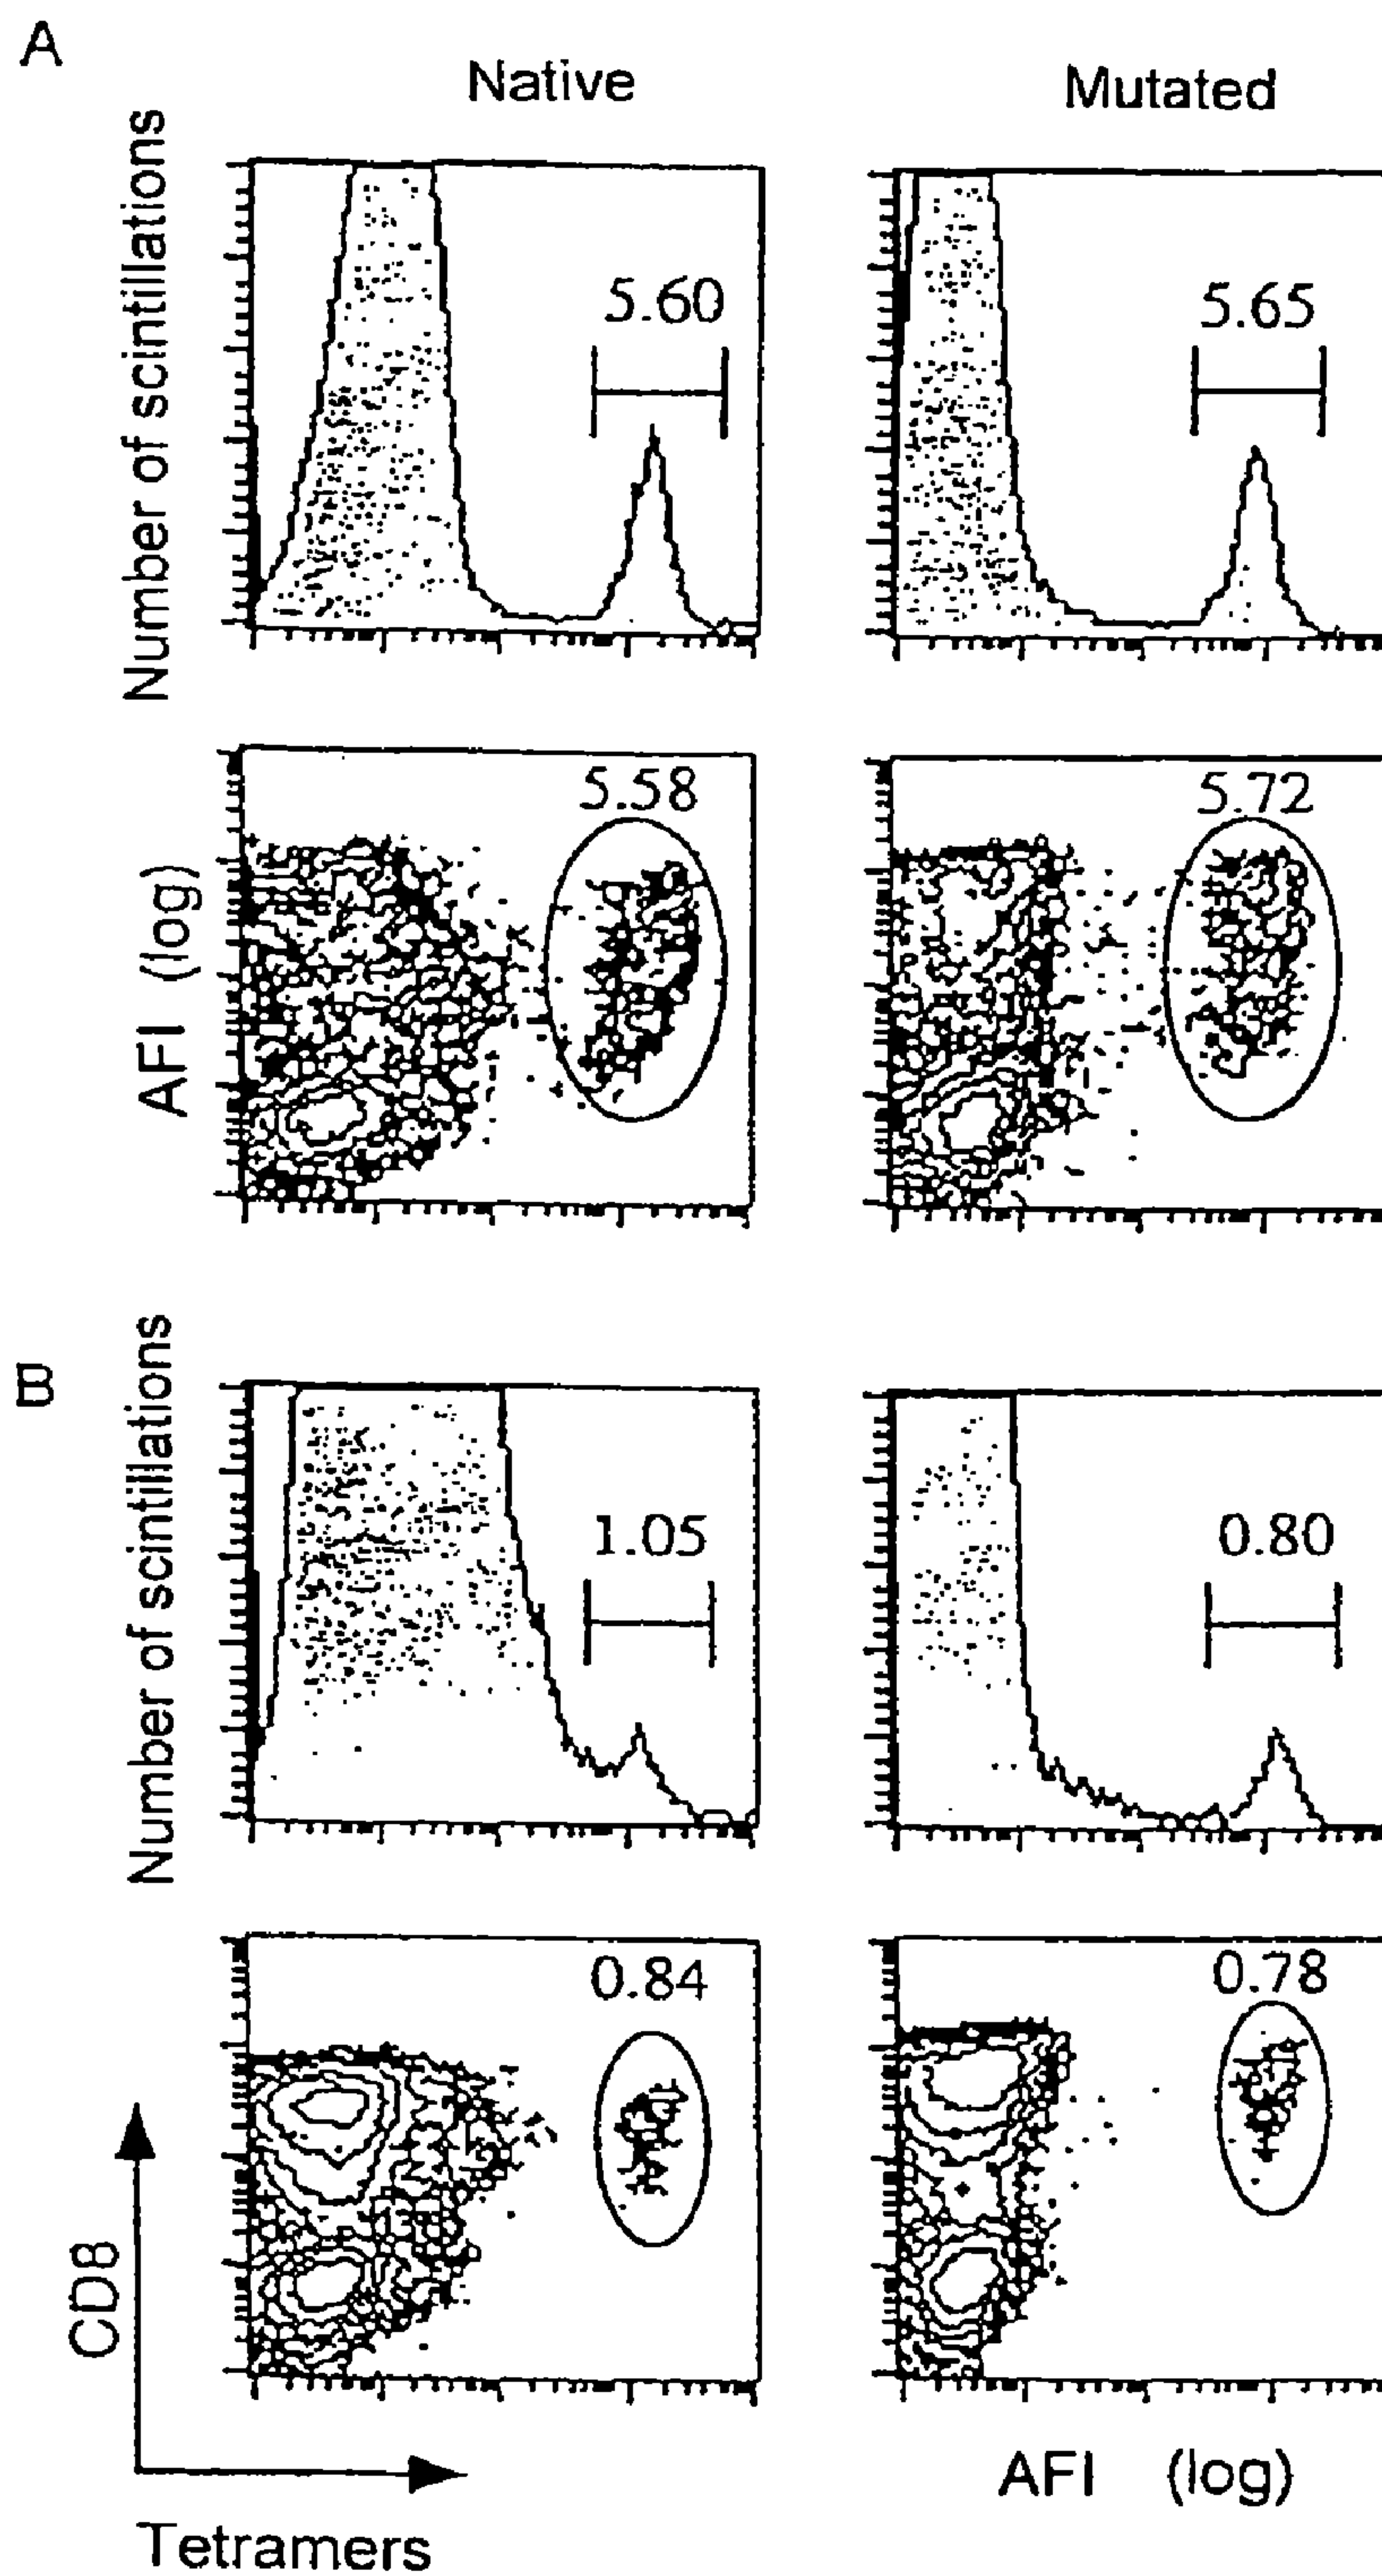 A
Native
Mutated
Number of scintillations
5.60
5.65
AFI (log)
5.58
5.72
B
Number of scintillations
1.05
0.80
CD8
0.84
0.78
Tetramers
AFI (log)